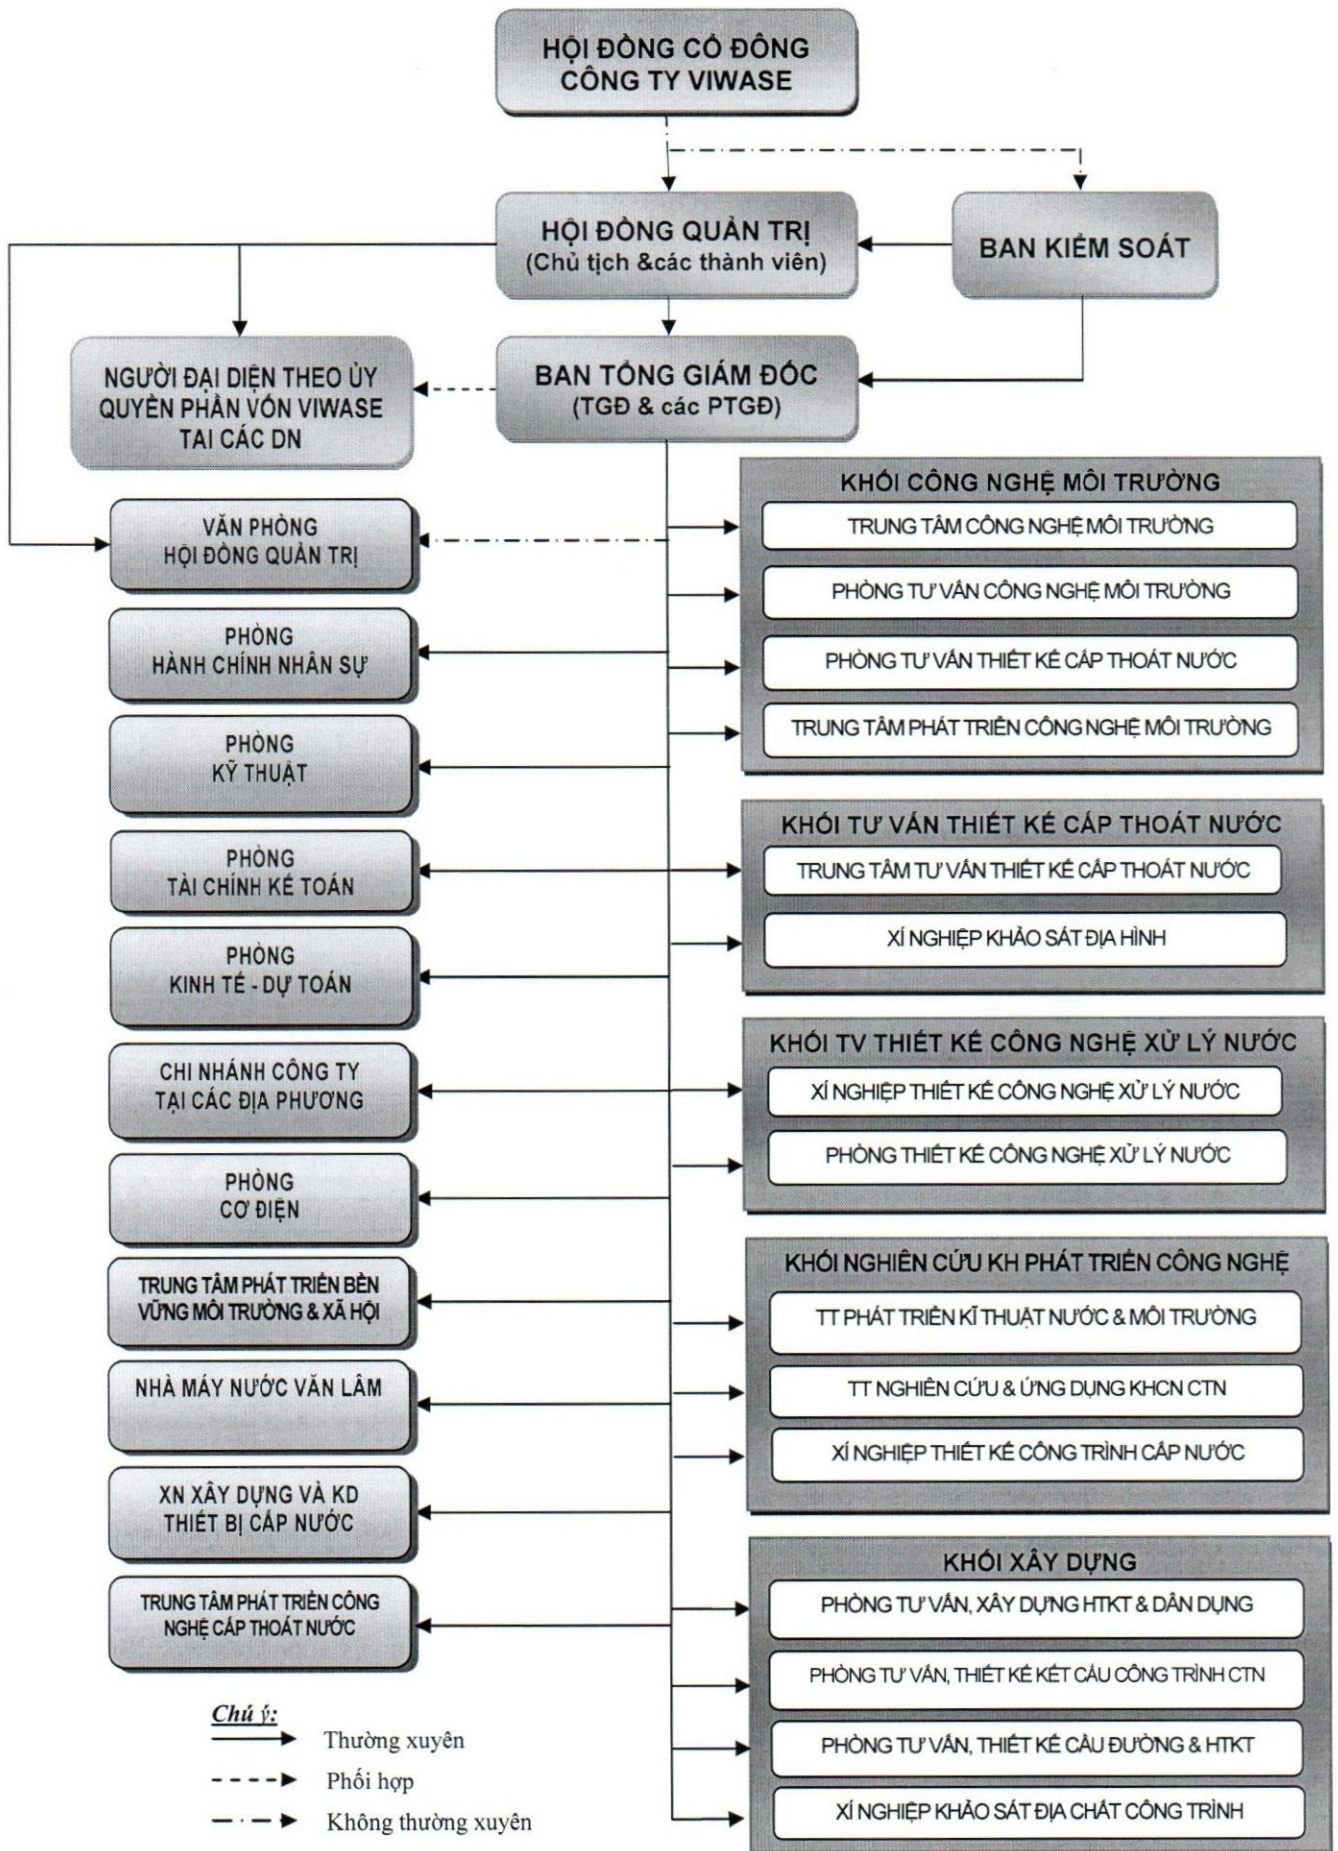 HỘI ĐỒNG CỔ ĐÔNG
CÔNG TY VIWASE
HỘI ĐỒNG QUẢN TRỊ
(Chủ tịch &các thành viên)
BAN KIỂM SOÁT
NGƯỜI ĐẠI DIỆN THEO ỦY
QUYỀN PHẦN VỐN VIWASE
TAI CÁC DN
BAN TỔNG GIÁM ĐỐC
(TGĐ & các PTGĐ)
VĂN PHÒNG
HỘI ĐỒNG QUẢN TRỊ
PHÒNG
HÀNH CHÍNH NHÂN SỰ
PHÒNG
KỸ THUẬT
PHÒNG
TÀI CHÍNH KẾ TOÁN
PHÒNG
KINH TẾ - DỰ TOÁN
CHI NHÁNH CÔNG TY
TẠI CÁC ĐỊA PHƯƠNG
PHÒNG
CƠ ĐIỆN
TRUNG TÂM PHÁT TRIỂN BỀN
VỮNG MÔI TRƯỜNG & XÃ HỘI
NHÀ MÁY NƯỚC VĂN LÂM
XN XÂY DỰNG VÀ KD
THIẾT BỊ CẤP NƯỚC
TRUNG TÂM PHÁT TRIỂN CÔNG
NGHỆ CẤP THOÁT NƯỚC
KHỐI CÔNG NGHỆ MÔI TRƯỜNG
TRUNG TÂM CÔNG NGHỆ MÔI TRƯỜNG
PHÒNG TƯ VẤN CÔNG NGHỆ MÔI TRƯỜNG
PHÒNG TƯ VẤN THIẾT KẾ CẤP THOÁT NƯỚC
TRUNG TÂM PHÁT TRIỂN CÔNG NGHỆ MÔI TRƯỜNG
KHỐI TƯ VẤN THIẾT KẾ CẤP THOÁT NƯỚC
TRUNG TÂM TƯ VẤN THIẾT KẾ CẤP THOÁT NƯỚC
XÍ NGHIỆP KHẢO SÁT ĐỊA HÌNH
KHỐI TV THIẾT KẾ CÔNG NGHỆ XỬ LÝ NƯỚC
XÍ NGHIỆP THIẾT KẾ CÔNG NGHỆ XỬ LÝ NƯỚC
PHÒNG THIẾT KẾ CÔNG NGHỆ XỬ LÝ NƯỚC
KHỐI NGHIÊN CỨU KH PHÁT TRIỂN CÔNG NGHỆ
TT PHÁT TRIỂN KĨ THUẬT NƯỚC & MÔI TRƯỜNG
TT NGHIÊN CỨU & ỨNG DỤNG KHCN CTN
XÍ NGHIỆP THIẾT KẾ CÔNG TRÌNH CẤP NƯỚC
KHỐI XÂY DỰNG
PHÒNG TƯ VẤN, XÂY DỰNG HTKT & DÂN DỤNG
PHÒNG TƯ VẤN, THIẾT KẾ KẾT CẤU CÔNG TRÌNH CTN
PHÒNG TƯ VẤN, THIẾT KẾ CẦU ĐƯỜNG & HTKT
XÍ NGHIỆP KHẢO SÁT ĐỊA CHẤT CÔNG TRÌNH
Chú ý:
Thường xuyên
Phối hợp
Không thường xuyên